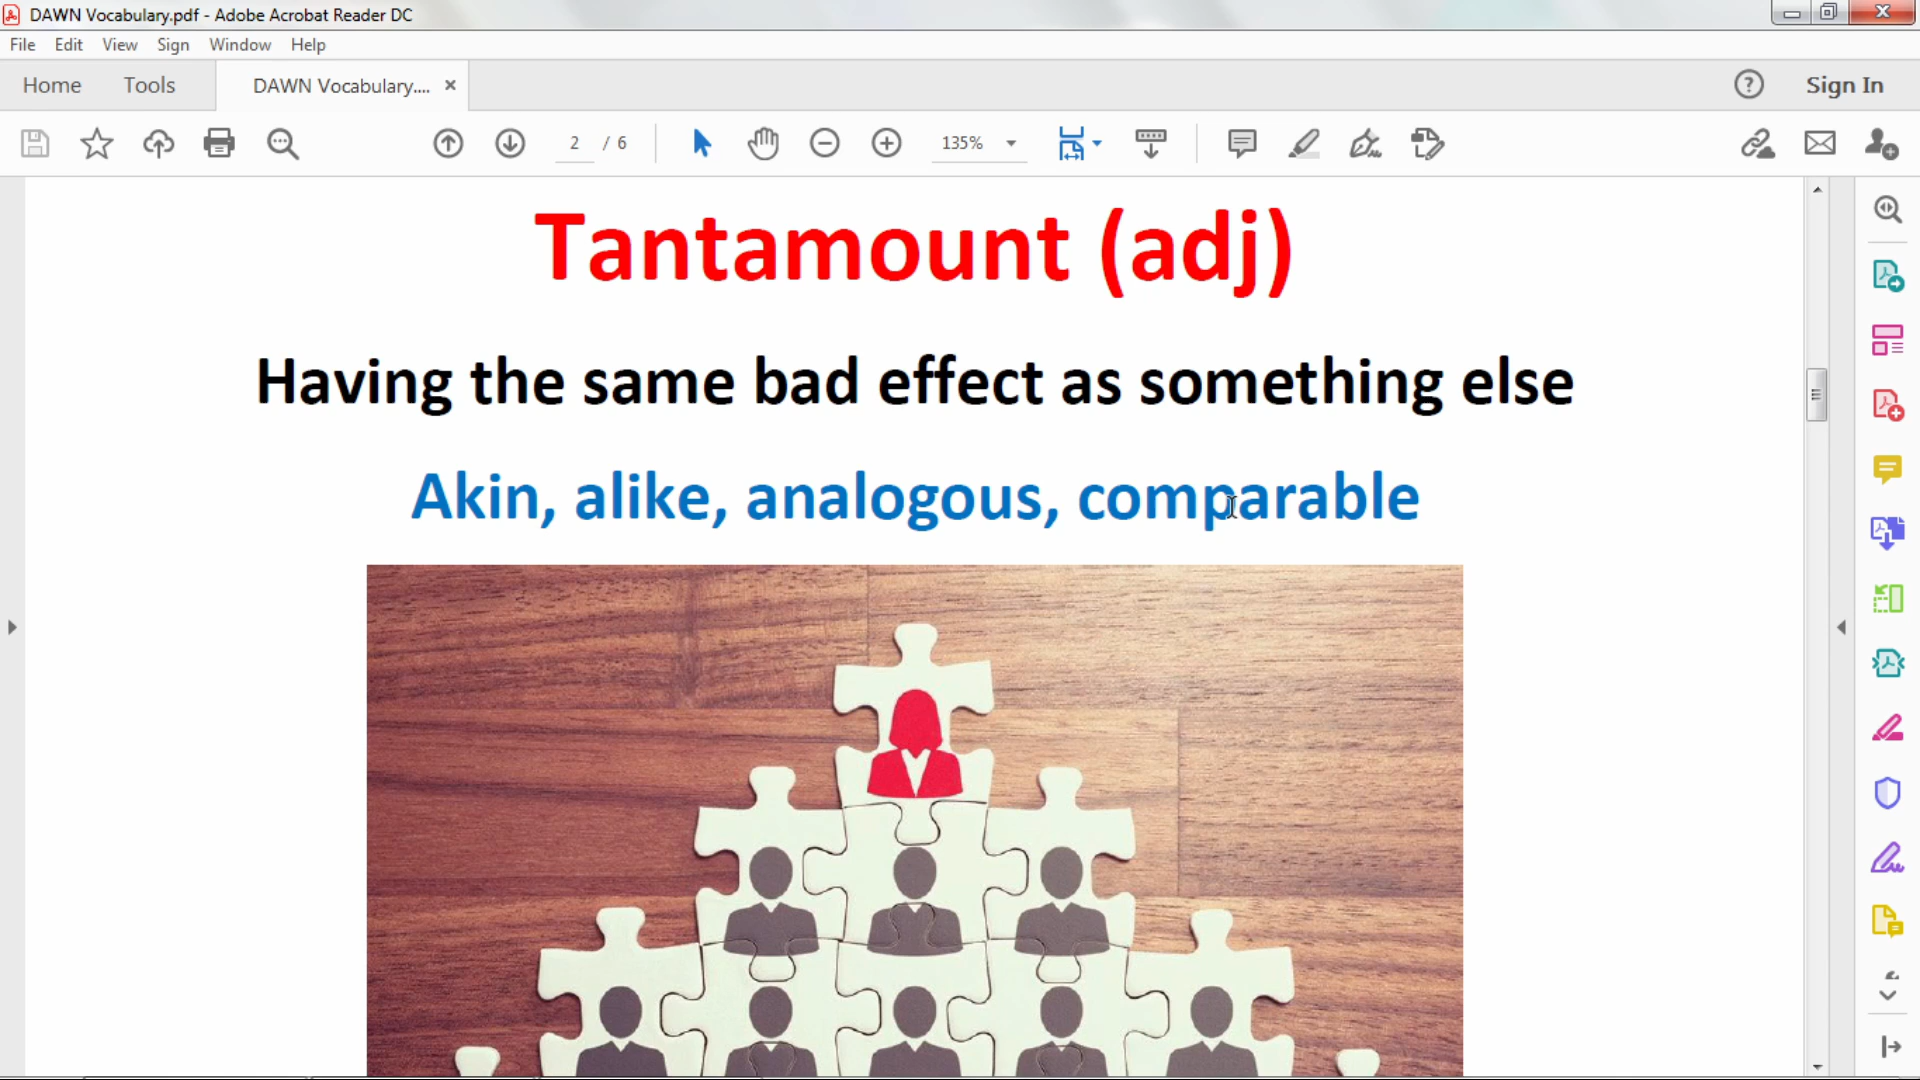 DAWN Vocabulary.pdf - Adobe Acrobat Reader DC
File Edit View Sign Window Help
Home Tools DAWN Vocabulary.... Sign In
2 / 6 135%
Tantamount (adj)
Having the same bad effect as something else
Akin, alike, analogous, comparable